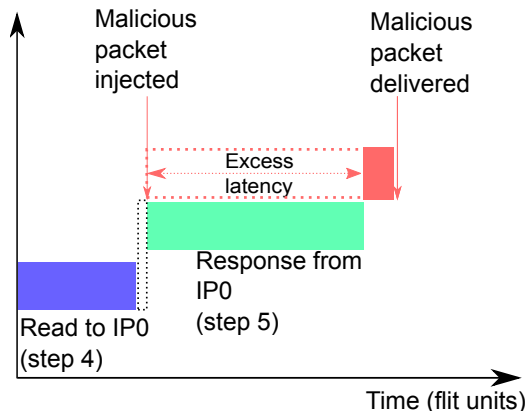 Malicious
packet
injected
Malicious
packet
delivered
Excess
latency
Response from
IP0
(step 5)
Read to IP0
(step 4)
Time (flit units)